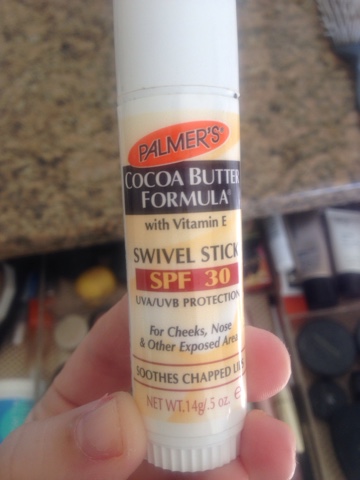 PALMER'S®
COCOA BUTTER
FORMULA®
with Vitamin E
SWIVEL STICK
SPF 30
UVA/UVB PROTECTION
For Cheeks, Nose
& Other Exposed Area
SOOTHES CHAPPED LIPS
NET WT. 14g/.5 oz. e